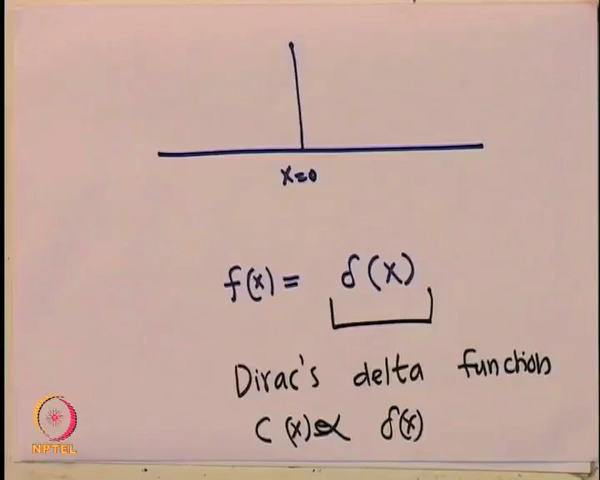 x=0
f(x) = δ(x)
Dirac's delta function
C(x) ∝ δ(x)
NPTEL